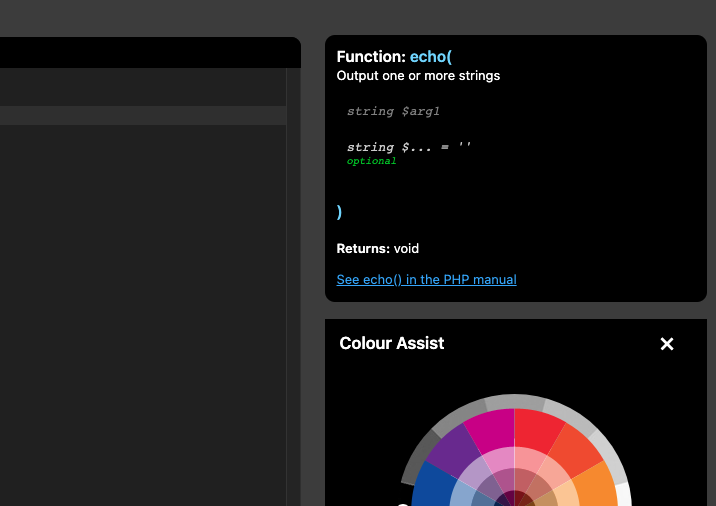 Function: echo(
Output one or more strings
string $arg1
string $... = ''
optional
)
Returns: void
See echo() in the PHP manual
Colour Assist